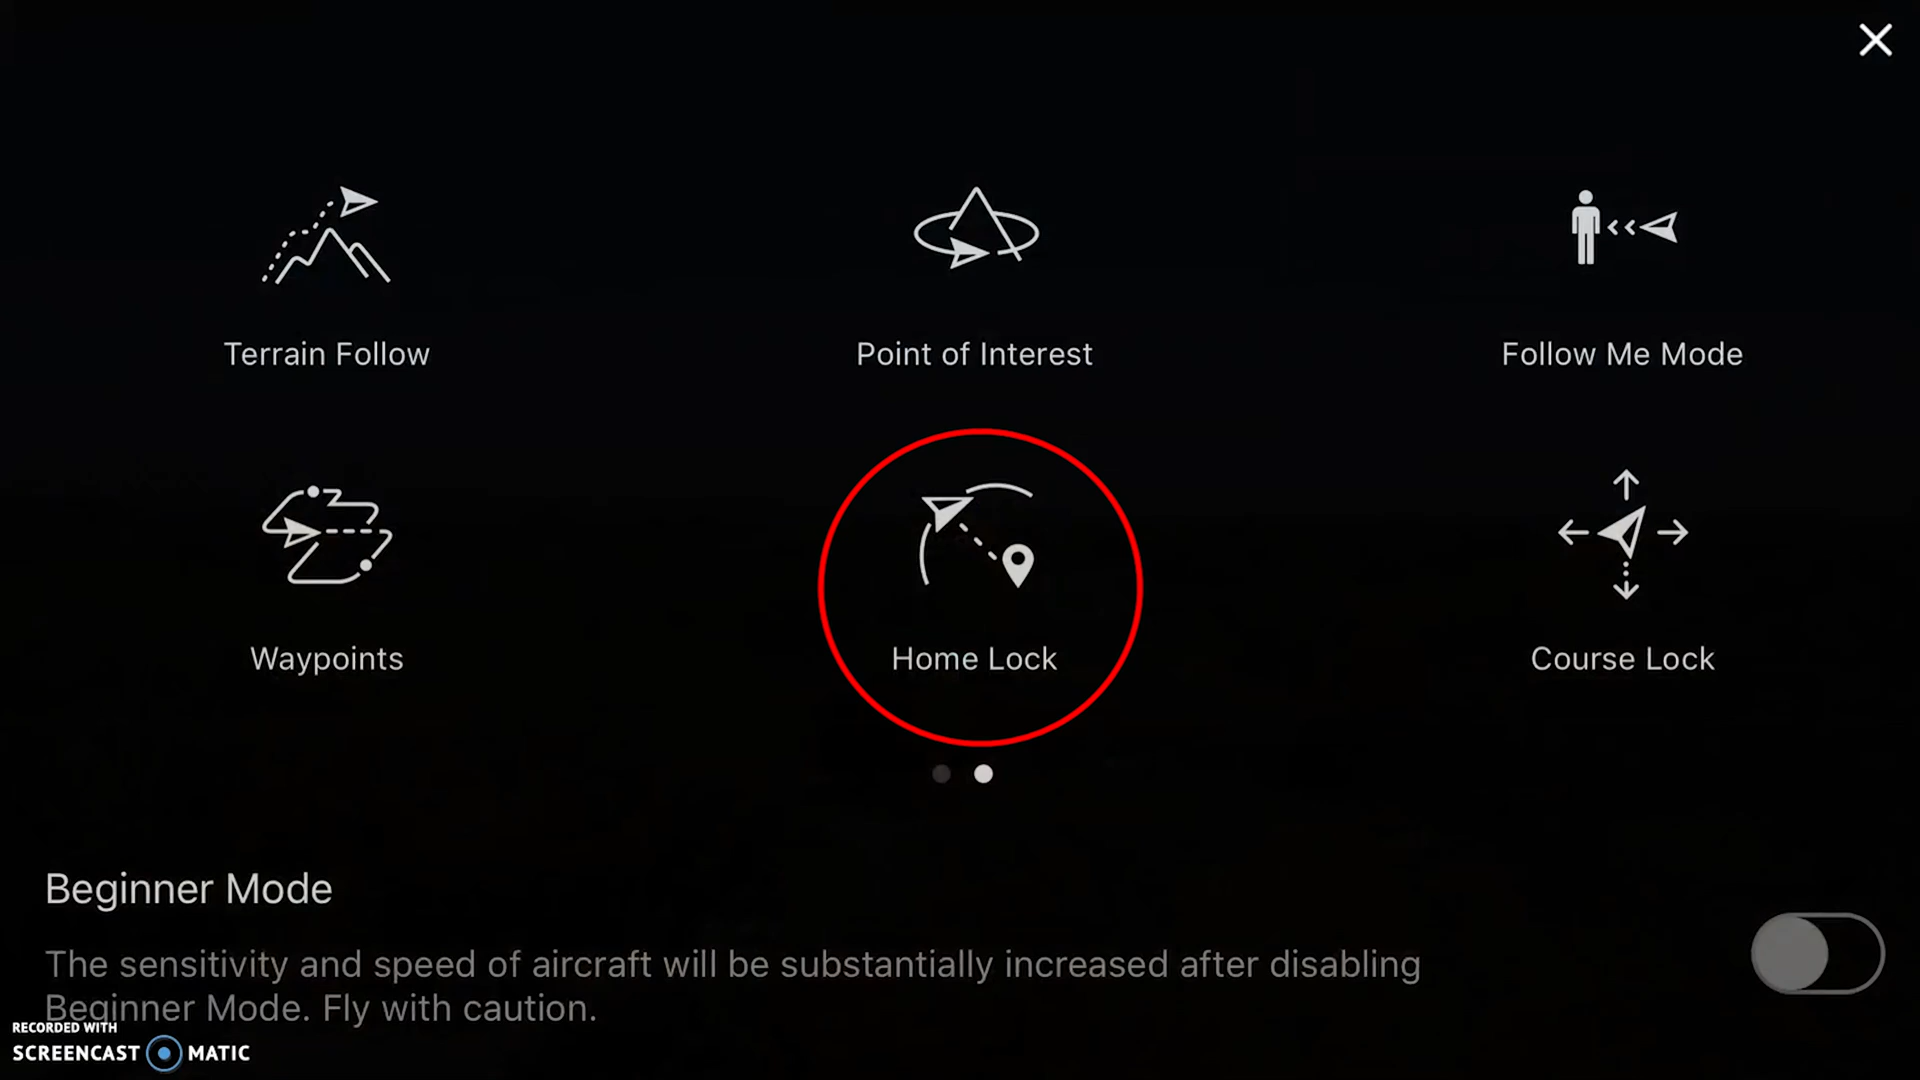 Terrain Follow
Point of Interest
Follow Me Mode
Waypoints
Home Lock
Course Lock
Beginner Mode
The sensitivity and speed of aircraft will be substantially increased after disabling
Beginner Mode. Fly with caution.
RECORDED WITH
SCREENCAST MATIC